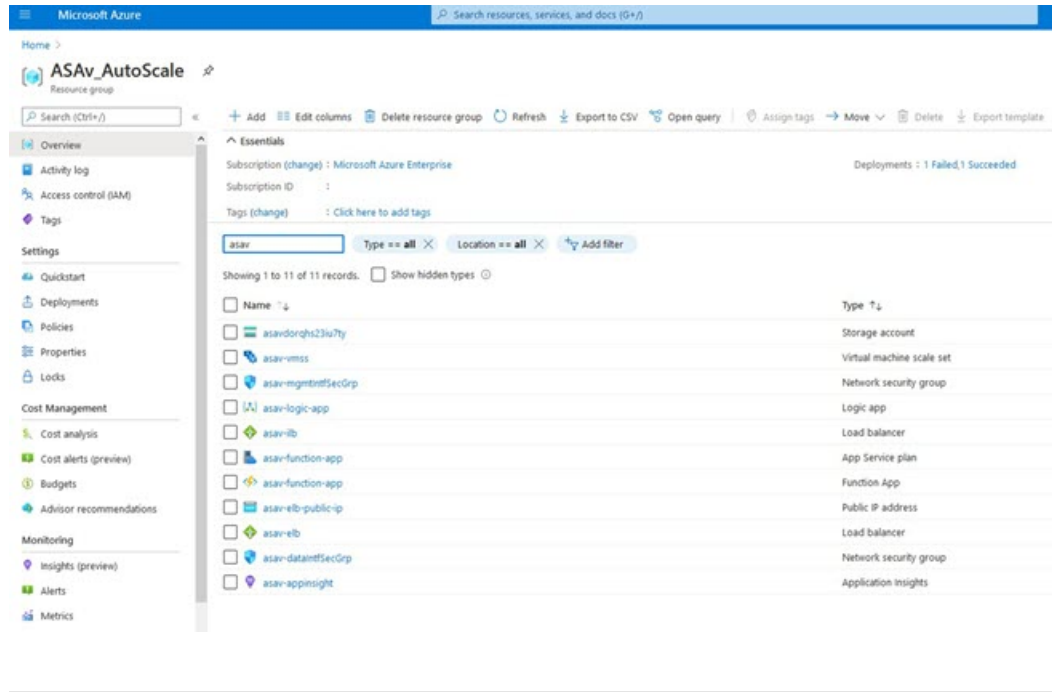 Microsoft Azure
Search resources, services, and docs (G+/)
Home >
ASAv_AutoScale
Resource group
Search (Ctrl+/)
«
Overview
Activity log
Access control (IAM)
Tags
Settings
Quickstart
Deployments
Policies
Properties
Locks
Cost Management
Cost analysis
Cost alerts (preview)
Budgets
Advisor recommendations
Monitoring
Insights (preview)
Alerts
Metrics
Add Edit columns Delete resource group Refresh Export to CSV Open query Assign tags Move Delete Export template
Essentials
Subscription (change) : Microsoft Azure Enterprise
Deployments : 1 Failed,1 Succeeded
Subscription ID :
Tags (change) : Click here to add tags
asav
Type == all
Location == all
Add filter
Showing 1 to 11 of 11 records.
Show hidden types
Name Type
asavdorqhs23iu7ty Storage account
asav-vmss Virtual machine scale set
asav-mgmtIntfSecGrp Network security group
asav-logic-app Logic app
asav-ilb Load balancer
asav-function-app App Service plan
asav-function-app Function App
asav-elb-public-ip Public IP address
asav-elb Load balancer
asav-dataIntfSecGrp Network security group
asav-appinsight Application Insights